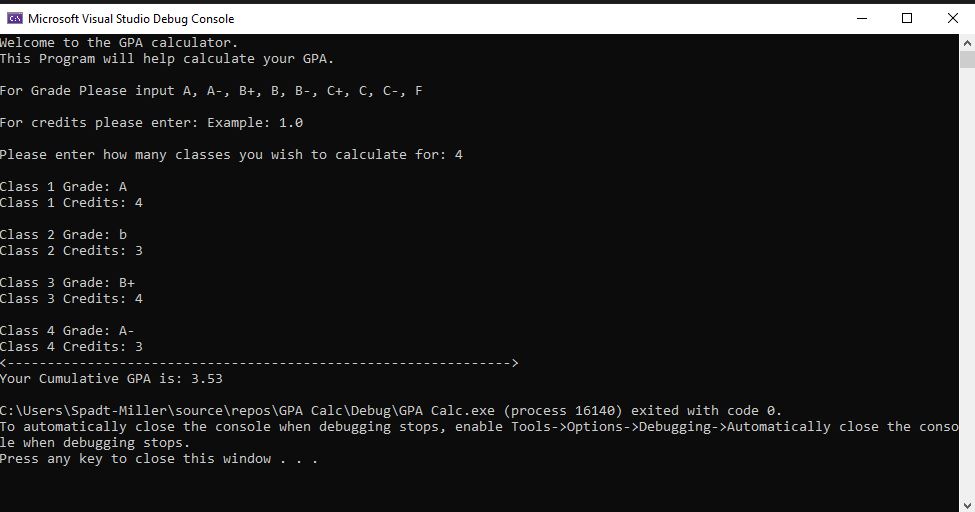 Microsoft Visual Studio Debug Console
Welcome to the GPA calculator.
This Program will help calculate your GPA.
For Grade Please input A, A-, B+, B, B-, C+, C, C-, F
For credits please enter: Example: 1.0
Please enter how many classes you wish to calculate for: 4
Class 1 Grade: A
Class 1 Credits: 4
Class 2 Grade: b
Class 2 Credits: 3
Class 3 Grade: B+
Class 3 Credits: 4
Class 4 Grade: A-
Class 4 Credits: 3
<--------------------------------------------------------------->
Your Cumulative GPA is: 3.53
C:\Users\Spadt-Miller\source\repos\GPA Calc\Debug\GPA Calc.exe (process 16140) exited with code 0.
To automatically close the console when debugging stops, enable Tools->Options->Debugging->Automatically close the conso
le when debugging stops.
Press any key to close this window . . .